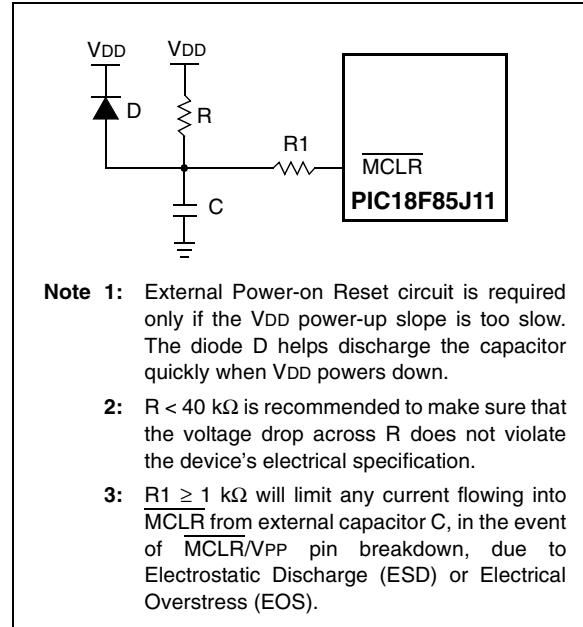 VDD VDD
D
R
R1
MCLR
PIC18F85J11
C
Note 1: External Power-on Reset circuit is required
only if the VDD power-up slope is too slow.
The diode D helps discharge the capacitor
quickly when VDD powers down.
2: R < 40 kΩ is recommended to make sure that
the voltage drop across R does not violate
the device's electrical specification.
3: R1 ≥ 1 kΩ will limit any current flowing into
MCLR from external capacitor C, in the event
of MCLR/VPP pin breakdown, due to
Electrostatic Discharge (ESD) or Electrical
Overstress (EOS).